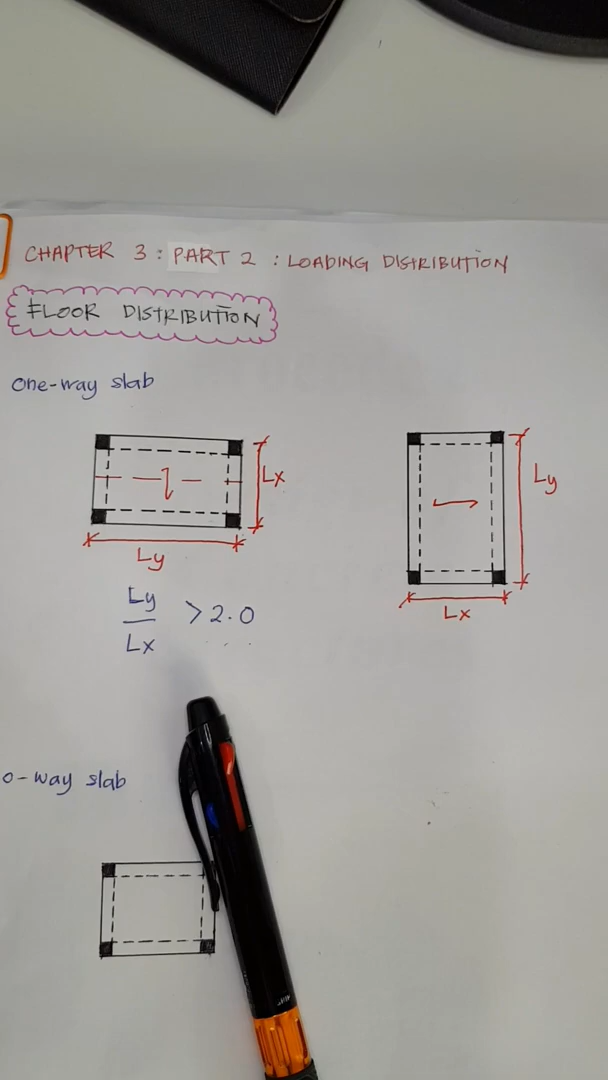 CHAPTER 3 : PART 2 : LOADING DISTRIBUTION
FLOOR DISTRIBUTION
One-way slab
Lx
Ly
Ly
Lx
Ly
Lx
> 2.0
o-way slab